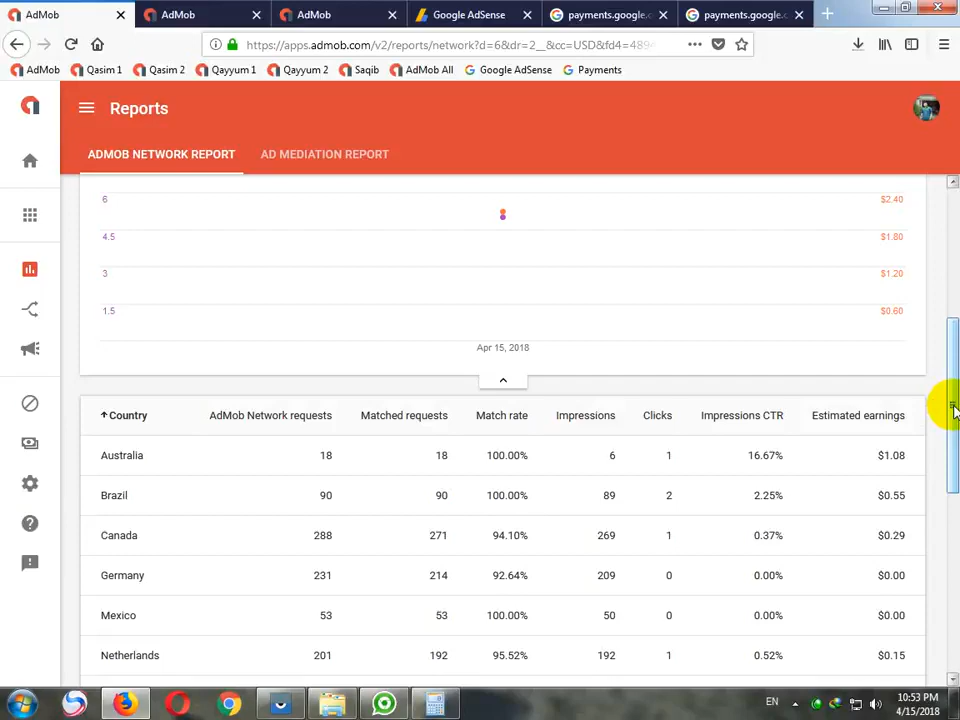 AdMob
AdMob
AdMob
Google AdSense
payments.google.c
payments.google.c
https://apps.admob.com/v2/reports/network?d=6&dr=2__&cc=USD&fd4=4894
AdMob
Qasim 1
Qasim 2
Qayyum 1
Qayyum 2
Saqib
AdMob All
Google AdSense
Payments
Reports
ADMOB NETWORK REPORT
AD MEDIATION REPORT
6
$2.40
4.5
$1.80
3
$1.20
1.5
$0.60
Apr 15, 2018
Country AdMob Network requests Matched requests Match rate Impressions Clicks Impressions CTR Estimated earnings
Australia 18 18 100.00% 6 1 16.67% $1.08
Brazil 90 90 100.00% 89 2 2.25% $0.55
Canada 288 271 94.10% 269 1 0.37% $0.29
Germany 231 214 92.64% 209 0 0.00% $0.00
Mexico 53 53 100.00% 50 0 0.00% $0.00
Netherlands 201 192 95.52% 192 1 0.52% $0.15
EN
10:53 PM
4/15/2018